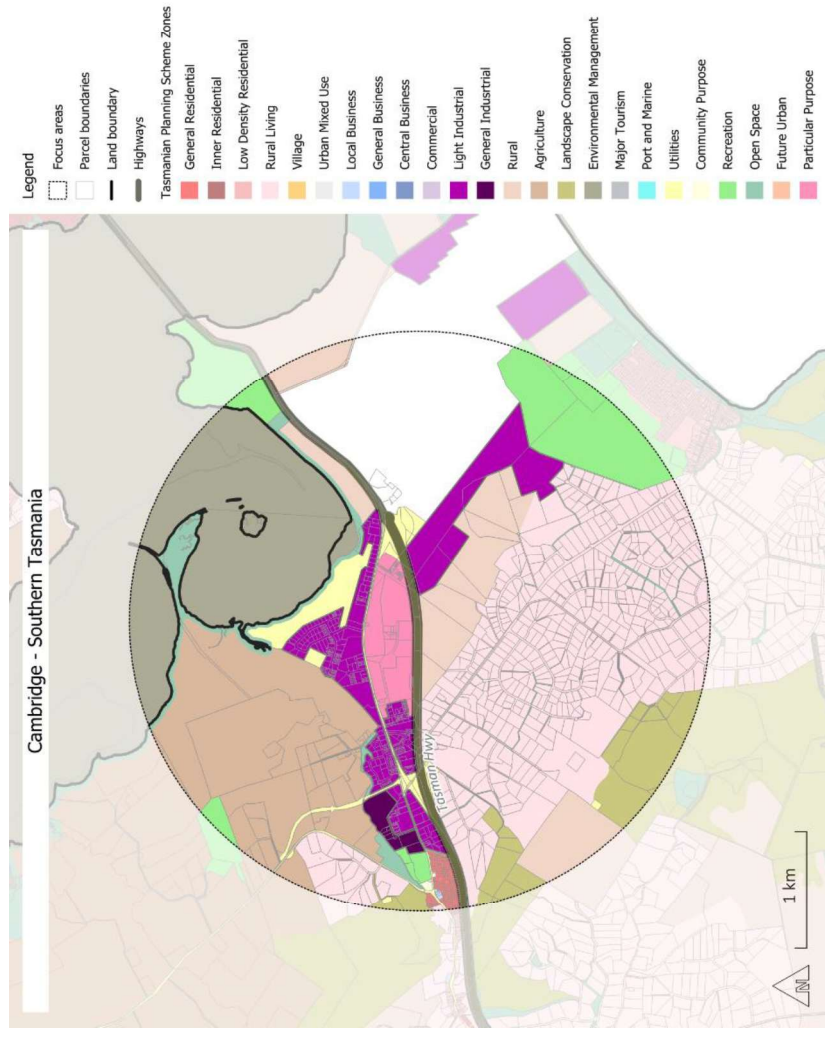 Cambridge - Southern Tasmania
Legend
Focus areas
Parcel boundaries
Land boundary
Highways
Tasmanian Planning Scheme Zones
General Residential
Inner Residential
Low Density Residential
Rural Living
Village
Urban Mixed Use
Local Business
General Business
Central Business
Commercial
Light Industrial
General Indusrtrial
Rural
Agriculture
Landscape Conservation
Environmental Management
Major Tourism
Port and Marine
Utilities
Community Purpose
Recreation
Open Space
Future Urban
Particular Purpose
Tasman Hwy
N
1 km